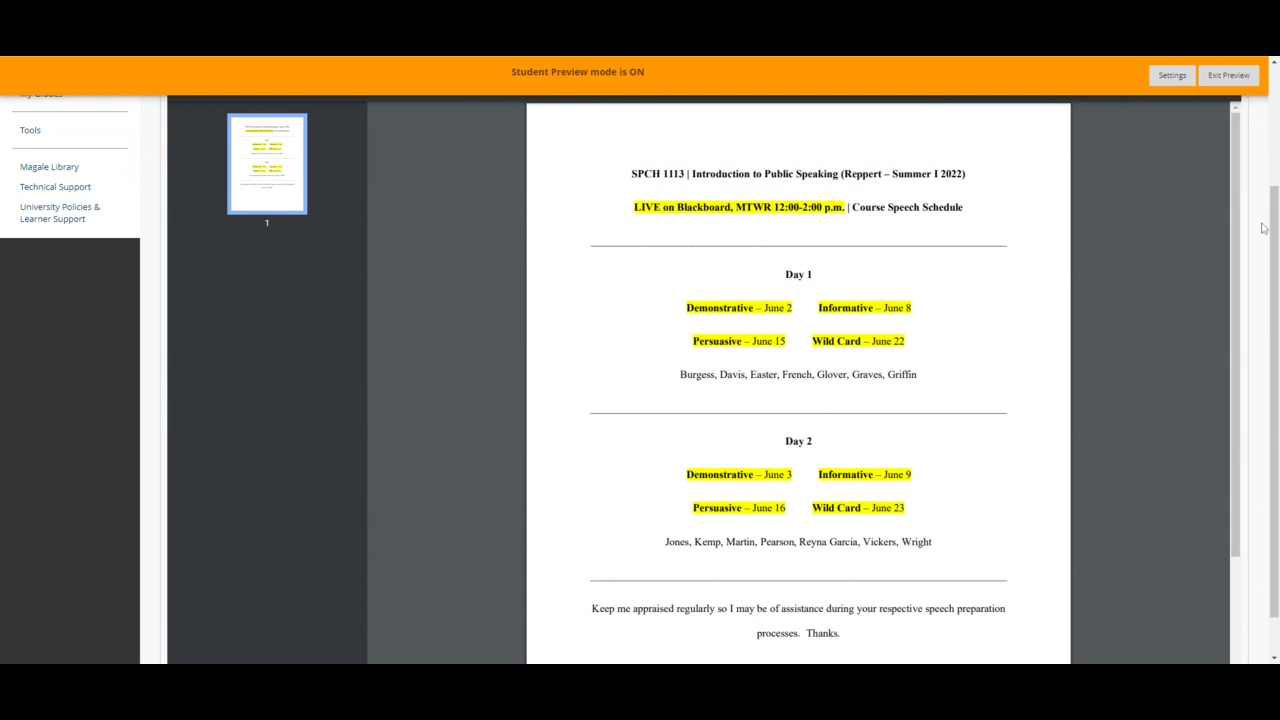 Student Preview mode is ON
Settings
Exit Preview
My Grades
Tools
Magale Library
Technical Support
University Policies &
Learner Support
1
SPCH 1113 | Introduction to Public Speaking (Reppert – Summer I 2022)
LIVE on Blackboard, MTWR 12:00-2:00 p.m. | Course Speech Schedule
Day 1
Demonstrative – June 2 Informative – June 8
Persuasive – June 15 Wild Card – June 22
Burgess, Davis, Easter, French, Glover, Graves, Griffin
Day 2
Demonstrative – June 3 Informative – June 9
Persuasive – June 16 Wild Card – June 23
Jones, Kemp, Martin, Pearson, Reyna Garcia, Vickers, Wright
Keep me appraised regularly so I may be of assistance during your respective speech preparation
processes. Thanks.